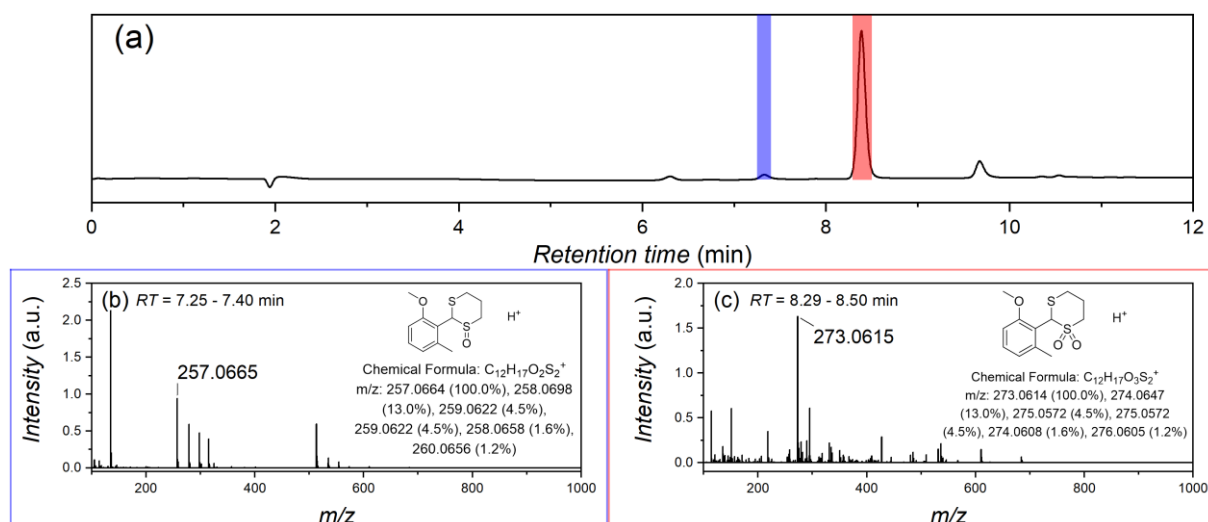 (a)
0 2 4 6 8 10 12
Retention time (min)
(b) RT = 7.25 - 7.40 min
2.5
2.0
1.5
1.0
0.5
0.0
Intensity (a.u.)
257.0665
O
S
S
O
H⁺
Chemical Formula: C₁₂H₁₇O₂S₂⁺
m/z: 257.0664 (100.0%), 258.0698
(13.0%), 259.0622 (4.5%),
259.0622 (4.5%), 258.0658 (1.6%),
260.0656 (1.2%)
200 400 600 800 1000
m/z
(c) RT = 8.29 - 8.50 min
2.0
1.5
1.0
0.5
0.0
Intensity (a.u.)
273.0615
O
S
S
O
O
H⁺
Chemical Formula: C₁₂H₁₇O₃S₂⁺
m/z: 273.0614 (100.0%), 274.0647
(13.0%), 275.0572 (4.5%), 275.0572
(4.5%), 274.0608 (1.6%), 276.0605 (1.2%)
200 400 600 800 1000
m/z